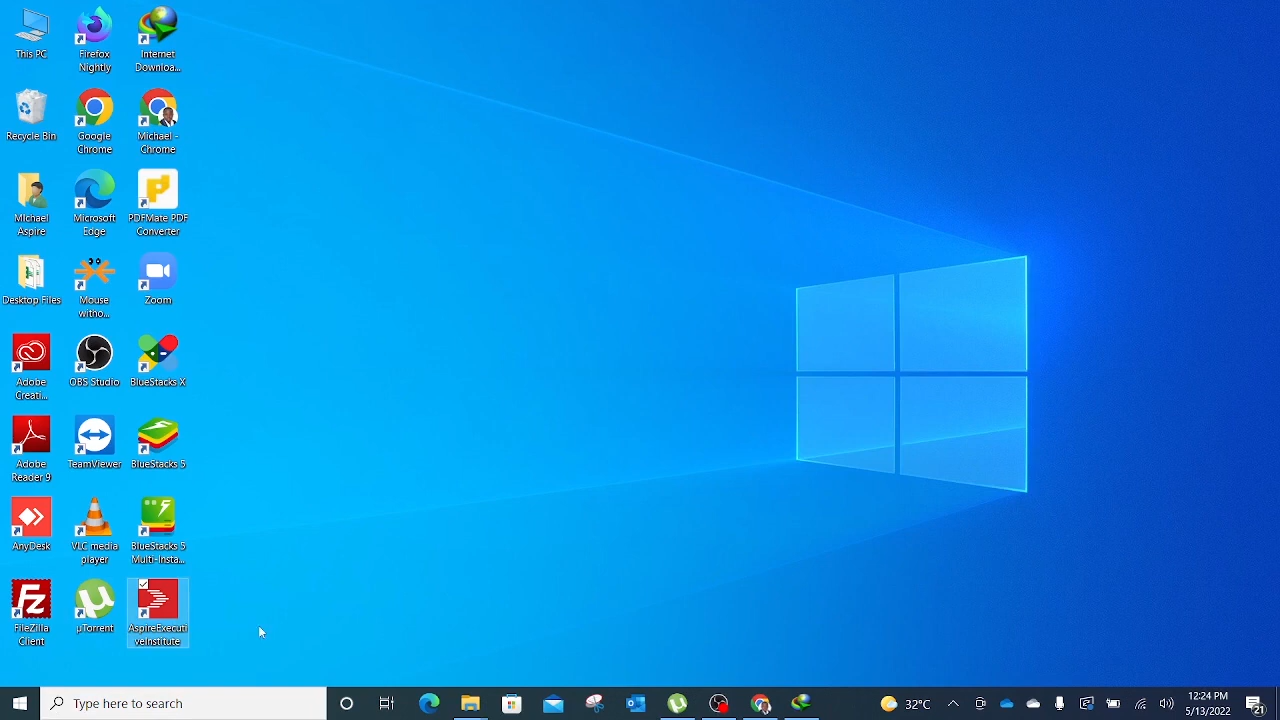 This PC
Firefox
Nightly
Internet
Downloa...
Recycle Bin
Google
Chrome
Michael -
Chrome
Michael
Aspire
Microsoft
Edge
PDFMate PDF
Converter
Desktop Files
Mouse
witho...
Zoom
Adobe
Creati...
OBS Studio
BlueStacks X
Adobe
Reader 9
TeamViewer
BlueStacks 5
AnyDesk
VLC media
player
BlueStacks 5
Multi-Insta...
Fz
FileZilla
Client
µ
µTorrent
AspireExecuti
veInstitute
Type here to search
32°C
12:24 PM
5/13/2022
21